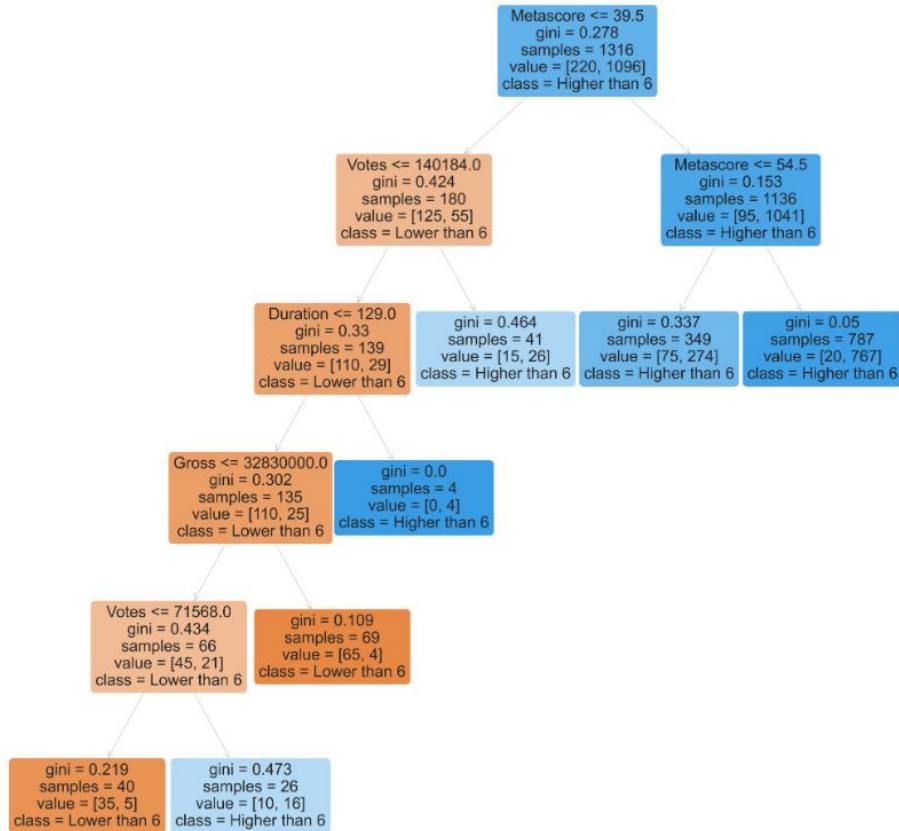 Metascore <= 39.5
gini = 0.278
samples = 1316
value = [220, 1096]
class = Higher than 6
Votes <= 140184.0
gini = 0.424
samples = 180
value = [125, 55]
class = Lower than 6
Metascore <= 54.5
gini = 0.153
samples = 1136
value = [95, 1041]
class = Higher than 6
Duration <= 129.0
gini = 0.33
samples = 139
value = [110, 29]
class = Lower than 6
gini = 0.464
samples = 41
value = [15, 26]
class = Higher than 6
gini = 0.337
samples = 349
value = [75, 274]
class = Higher than 6
gini = 0.05
samples = 787
value = [20, 767]
class = Higher than 6
Gross <= 32830000.0
gini = 0.302
samples = 135
value = [110, 25]
class = Lower than 6
gini = 0.0
samples = 4
value = [0, 4]
class = Higher than 6
Votes <= 71568.0
gini = 0.434
samples = 66
value = [45, 21]
class = Lower than 6
gini = 0.109
samples = 69
value = [65, 4]
class = Lower than 6
gini = 0.219
samples = 40
value = [35, 5]
class = Lower than 6
gini = 0.473
samples = 26
value = [10, 16]
class = Higher than 6